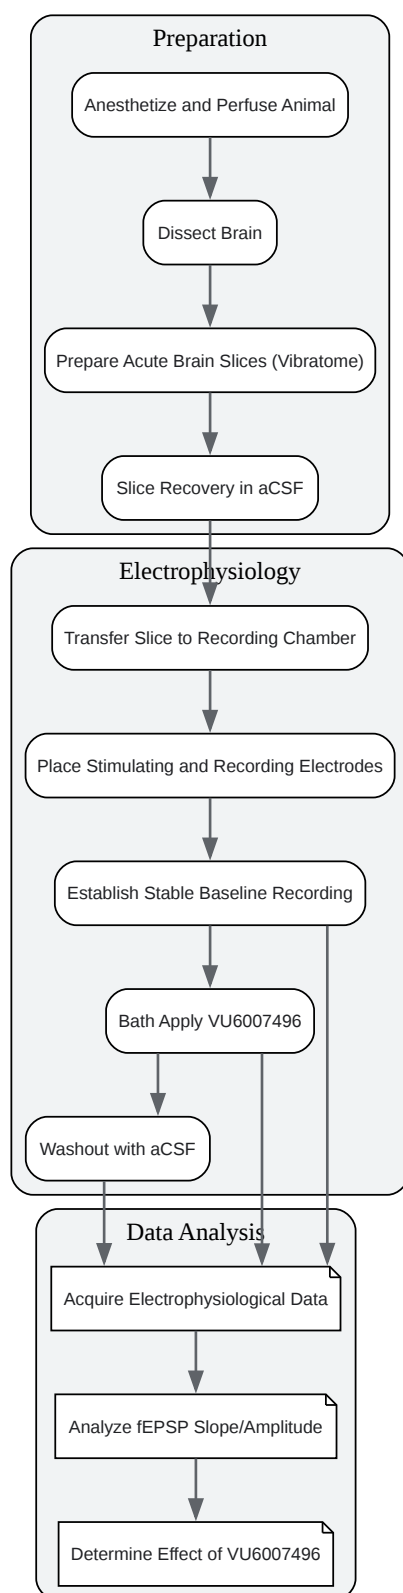 Preparation
Anesthetize and Perfuse Animal
Dissect Brain
Prepare Acute Brain Slices (Vibratome)
Slice Recovery in aCSF
Electrophysiology
Transfer Slice to Recording Chamber
Place Stimulating and Recording Electrodes
Establish Stable Baseline Recording
Bath Apply VU6007496
Washout with aCSF
Data Analysis
Acquire Electrophysiological Data
Analyze fEPSP Slope/Amplitude
Determine Effect of VU6007496